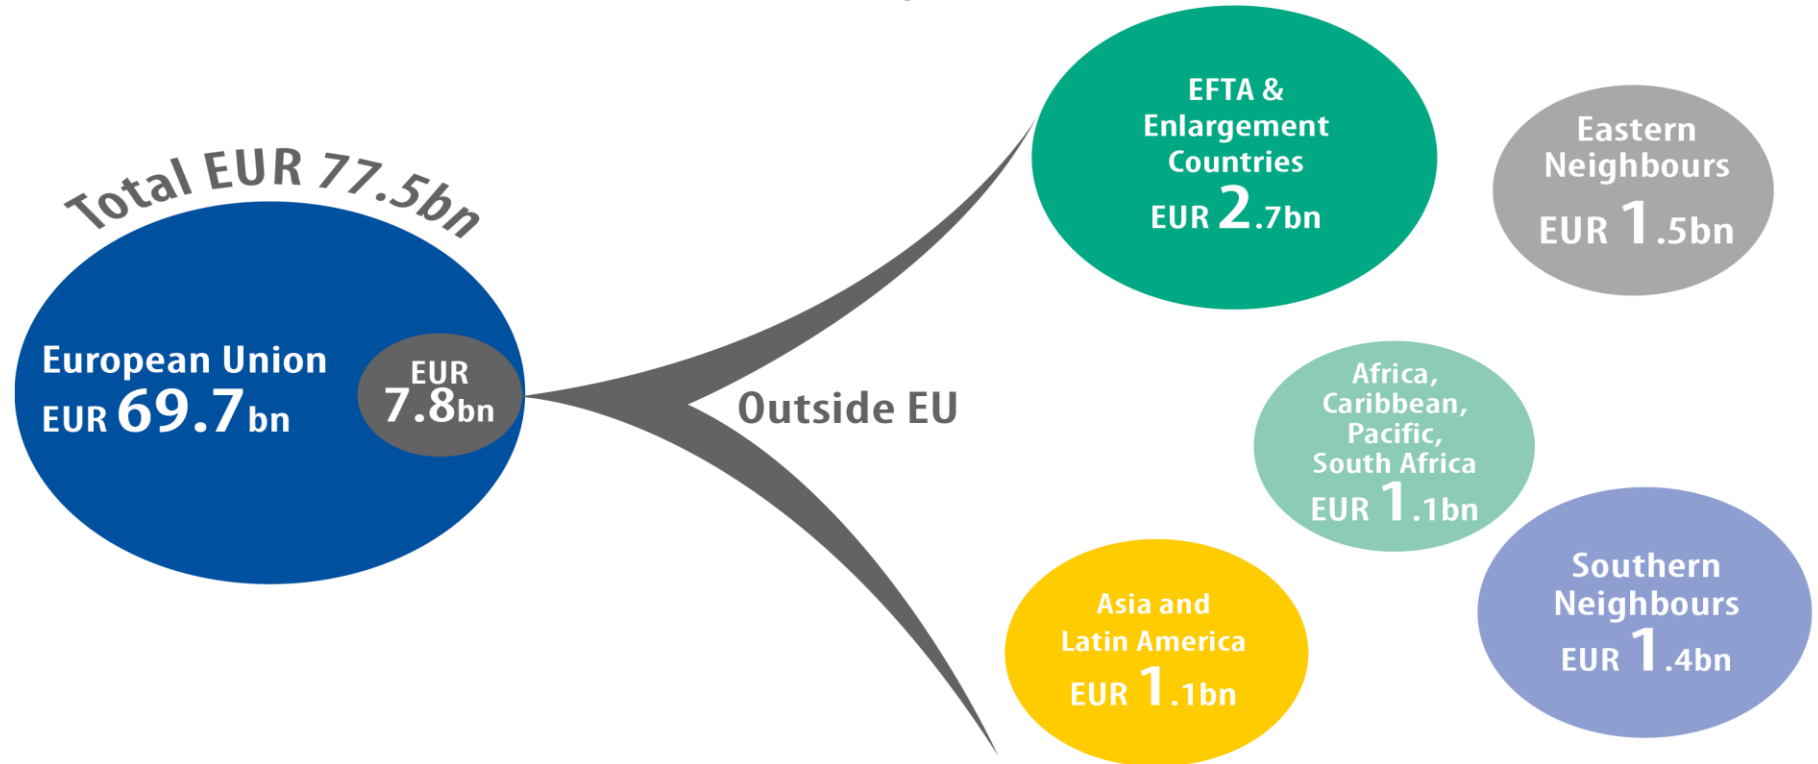 Total EUR 77.5bn
European Union
EUR 69.7bn
EUR
7.8bn
Outside EU
EFTA &
Enlargement
Countries
EUR 2.7bn
Eastern
Neighbours
EUR 1.5bn
Africa,
Caribbean,
Pacific,
South Africa
EUR 1.1bn
Asia and
Latin America
EUR 1.1bn
Southern
Neighbours
EUR 1.4bn